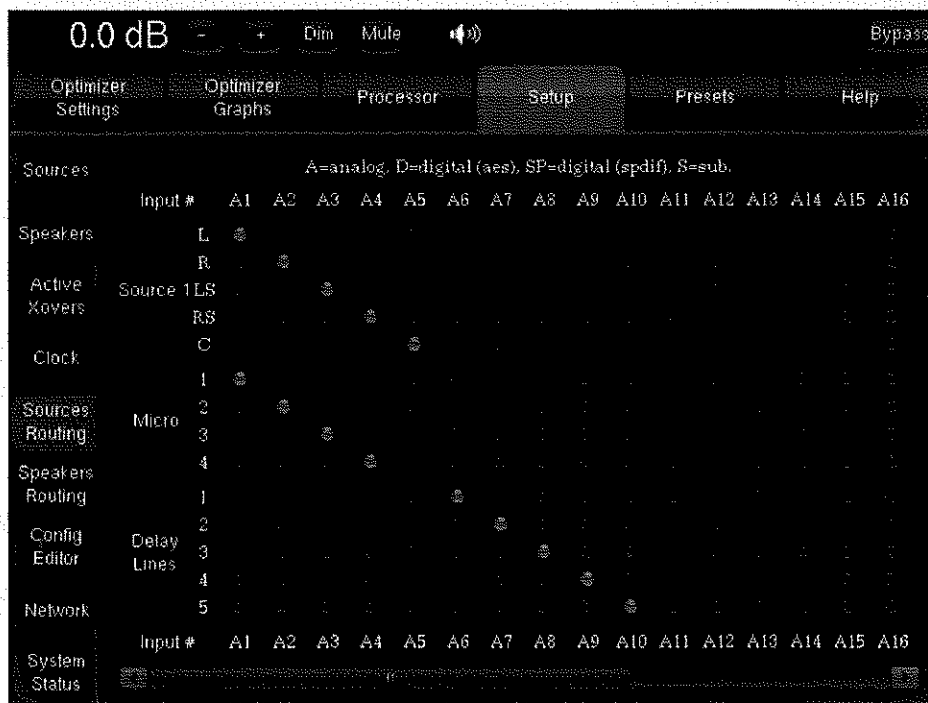 0.0 dB - + Dim Mute Bypass
Optimizer Settings Optimizer Graphs Processor Setup Presets Help
Sources
A=analog, D=digital (aes), SP=digital (spdif), S=sub.
Input # A1 A2 A3 A4 A5 A6 A7 A8 A9 A10 A11 A12 A13 A14 A15 A16
Speakers
L
R
Active Xovers
Source 1 LS
RS
C
Clock
1
Sources Routing
Micro
2
3
4
Speakers Routing
1
Config Editor
Delay Lines
2
3
4
5
Network
Input # A1 A2 A3 A4 A5 A6 A7 A8 A9 A10 A11 A12 A13 A14 A15 A16
System Status